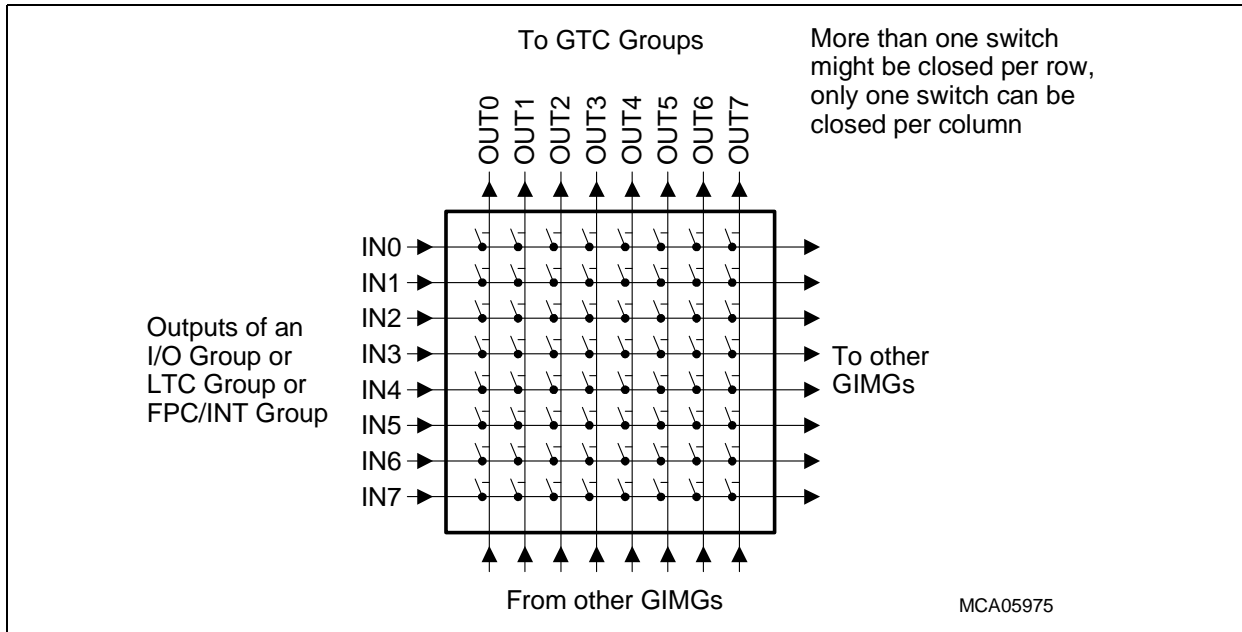 To GTC Groups
More than one switch
might be closed per row,
only one switch can be
closed per column
OUT0
OUT1
OUT2
OUT3
OUT4
OUT5
OUT6
OUT7
IN0
IN1
IN2
IN3
IN4
IN5
IN6
IN7
Outputs of an
I/O Group or
LTC Group or
FPC/INT Group
To other
GIMGs
From other GIMGs
MCA05975